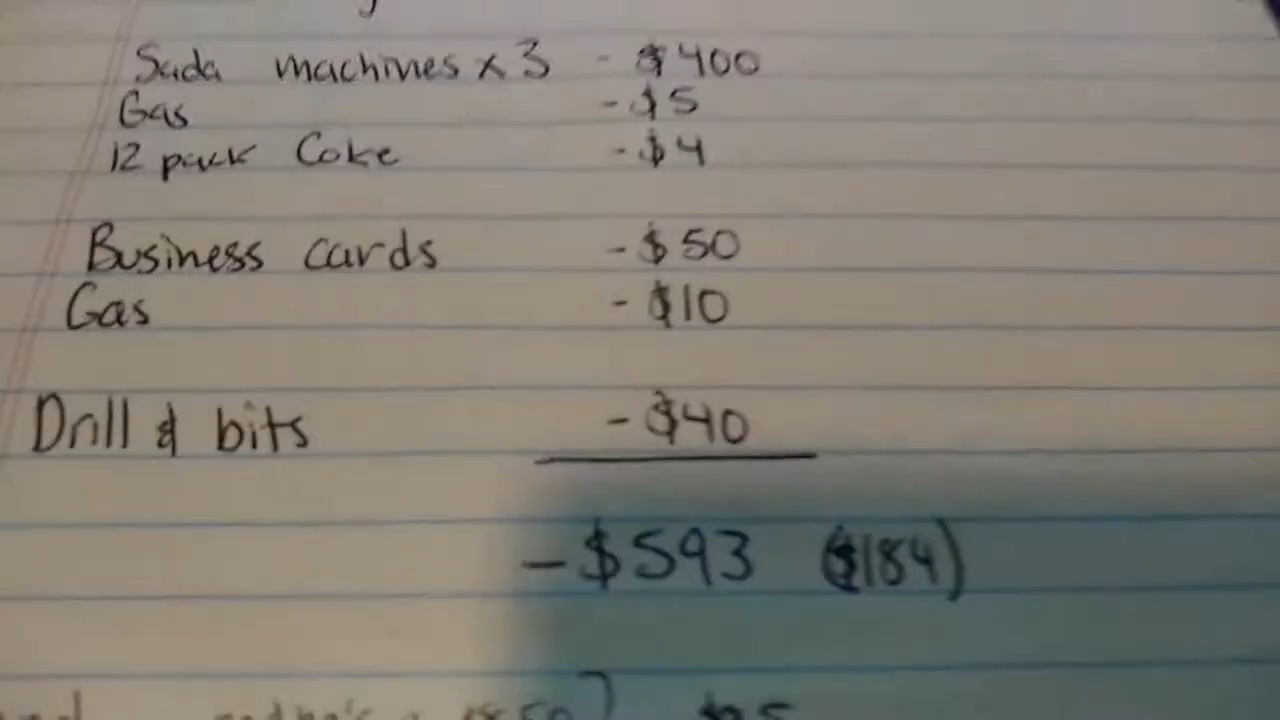 Soda machines x 3 - $400
Gas - $5
12 pack Coke - $4
Business cards - $50
Gas - $10
Drill & bits - $40
- $593 ($184)